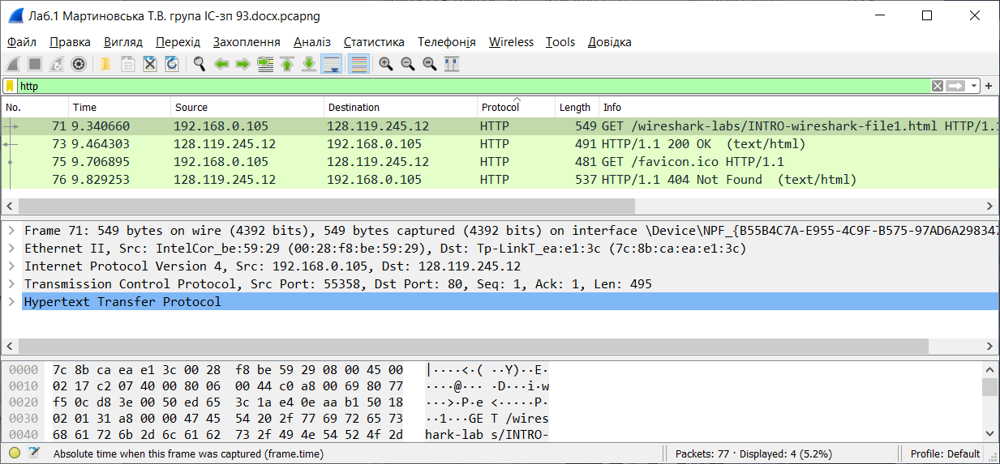 Лаб.1 Мартиновська Т.В. група ІС-зп 93.docx.pcapng
Файл Правка Вигляд Перехід Захоплення Аналіз Статистика Телефонія Wireless Tools Довідка
http
No. Time Source Destination Protocol Length Info
71 9.340660 192.168.0.105 128.119.245.12 HTTP 549 GET /wireshark-labs/INTRO-wireshark-file1.html HTTP/1.1
73 9.464303 128.119.245.12 192.168.0.105 HTTP 491 HTTP/1.1 200 OK (text/html)
75 9.706895 192.168.0.105 128.119.245.12 HTTP 481 GET /favicon.ico HTTP/1.1
76 9.829253 128.119.245.12 192.168.0.105 HTTP 537 HTTP/1.1 404 Not Found (text/html)
Frame 71: 549 bytes on wire (4392 bits), 549 bytes captured (4392 bits) on interface \Device\NPF_{B55B4C7A-E955-4C9F-B575-97AD6A298347
Ethernet II, Src: IntelCor_be:59:29 (00:28:f8:be:59:29), Dst: Tp-LinkT_ea:e1:3c (7c:8b:ca:ea:e1:3c)
Internet Protocol Version 4, Src: 192.168.0.105, Dst: 128.119.245.12
Transmission Control Protocol, Src Port: 55358, Dst Port: 80, Seq: 1, Ack: 1, Len: 495
Hypertext Transfer Protocol
0000 7c 8b ca ea e1 3c 00 28 f8 be 59 29 08 00 45 00 |····<·( ··Y)··E·
0010 02 17 c2 07 40 00 80 06 00 44 c0 a8 00 69 80 77 ····@··· ·D···i·w
0020 f5 0c d8 3e 00 50 ed 65 3c 1a e4 0e aa b1 50 18 ···>·P·e <·····P·
0030 02 01 31 a8 00 00 47 45 54 20 2f 77 69 72 65 73 ··1···GE T /wires
0040 68 61 72 6b 2d 6c 61 62 73 2f 49 4e 54 52 4f 2d hark-lab s/INTRO-
Absolute time when this frame was captured (frame.time) Packets: 77 · Displayed: 4 (5.2%) Profile: Default